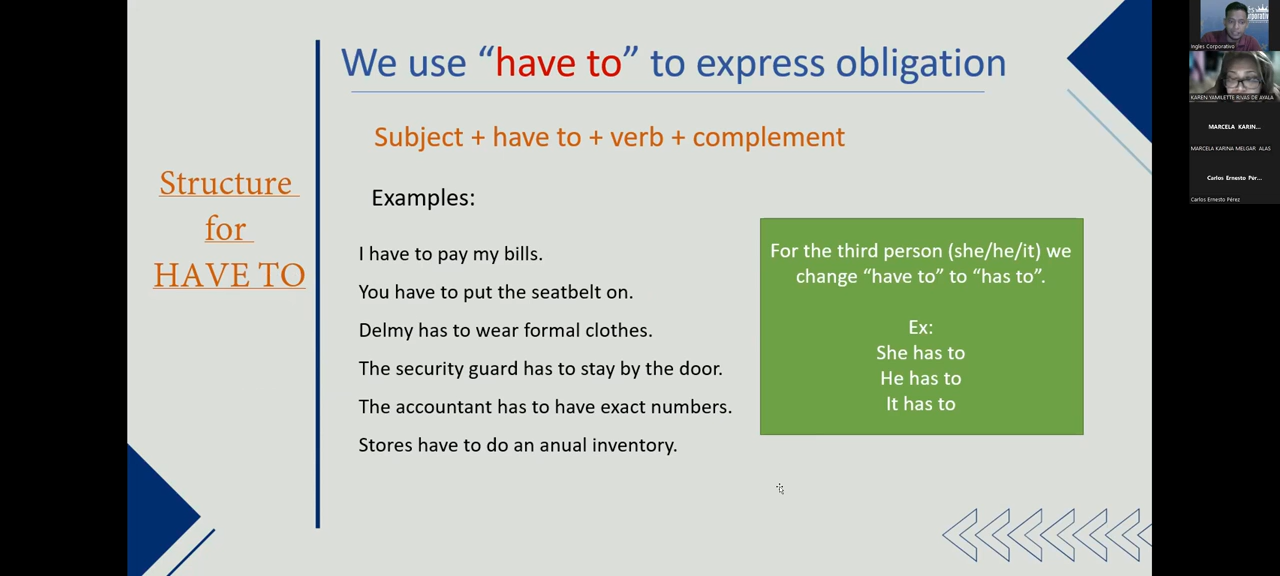 We use “have to” to express obligation
Subject + have to + verb + complement
Structure
for
HAVE TO
Examples:
I have to pay my bills.
You have to put the seatbelt on.
Delmy has to wear formal clothes.
The security guard has to stay by the door.
The accountant has to have exact numbers.
Stores have to do an anual inventory.
For the third person (she/he/it) we
change “have to” to “has to”.
Ex:
She has to
He has to
It has to
Ingles Corporativo
KAREN YAMILETTE RIVAS DE AYALA
MARCELA KARIN...
MARCELA KARINA MELGAR ALAS
Carlos Ernesto Pér...
Carlos Ernesto Pérez